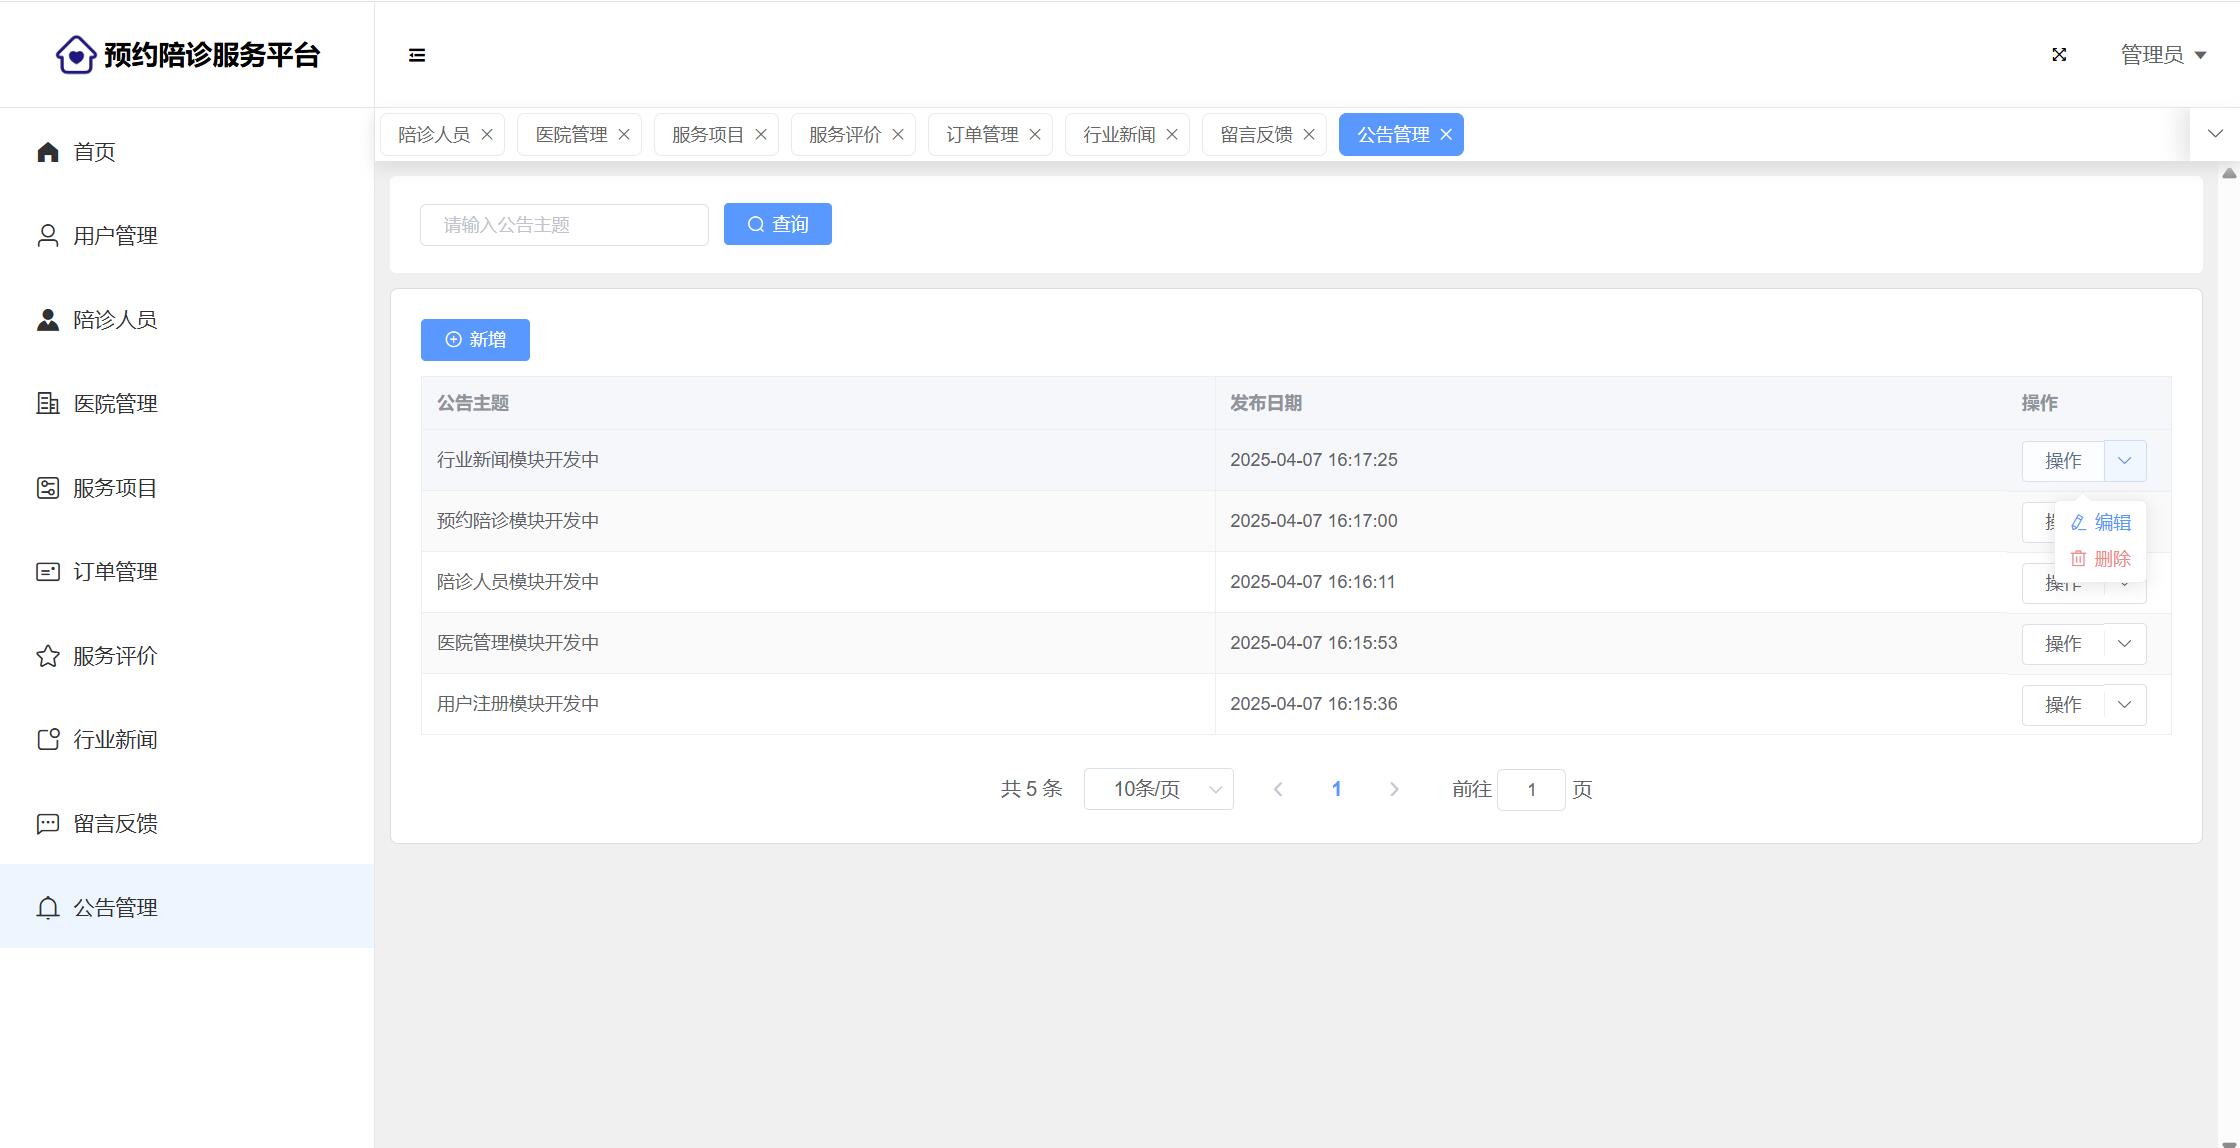 预约陪诊服务平台
管理员
首页
用户管理
陪诊人员
医院管理
服务项目
订单管理
服务评价
行业新闻
留言反馈
公告管理
陪诊人员 医院管理 服务项目 服务评价 订单管理 行业新闻 留言反馈 公告管理
请输入公告主题 查询
新增
公告主题 发布日期 操作
行业新闻模块开发中 2025-04-07 16:17:25 操作
预约陪诊模块开发中 2025-04-07 16:17:00
编辑
删除
陪诊人员模块开发中 2025-04-07 16:16:11 操作
医院管理模块开发中 2025-04-07 16:15:53 操作
用户注册模块开发中 2025-04-07 16:15:36 操作
共 5 条 10条/页 1 前往 1 页